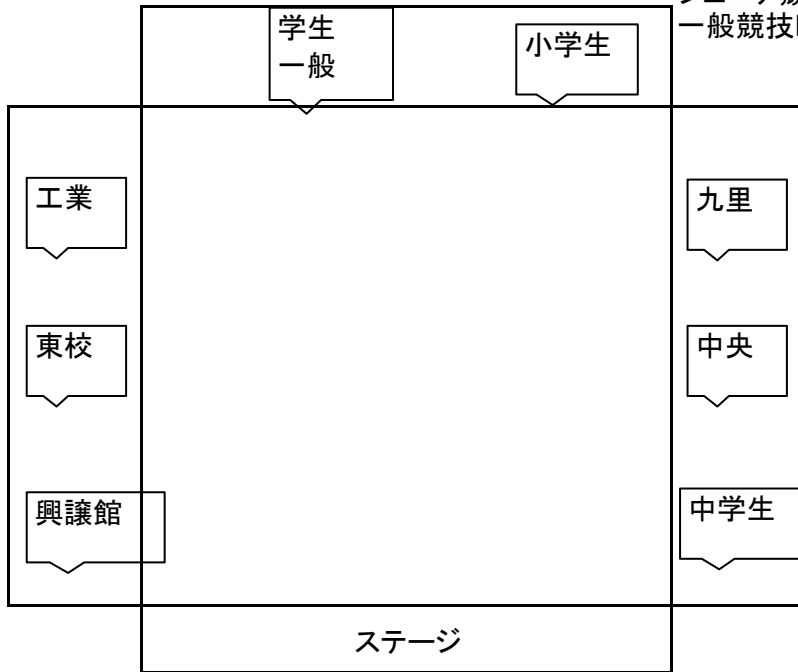 学生
一般
小学生
一般競技
工業
九里
東校
中央
興譲館
中学生
ステージ